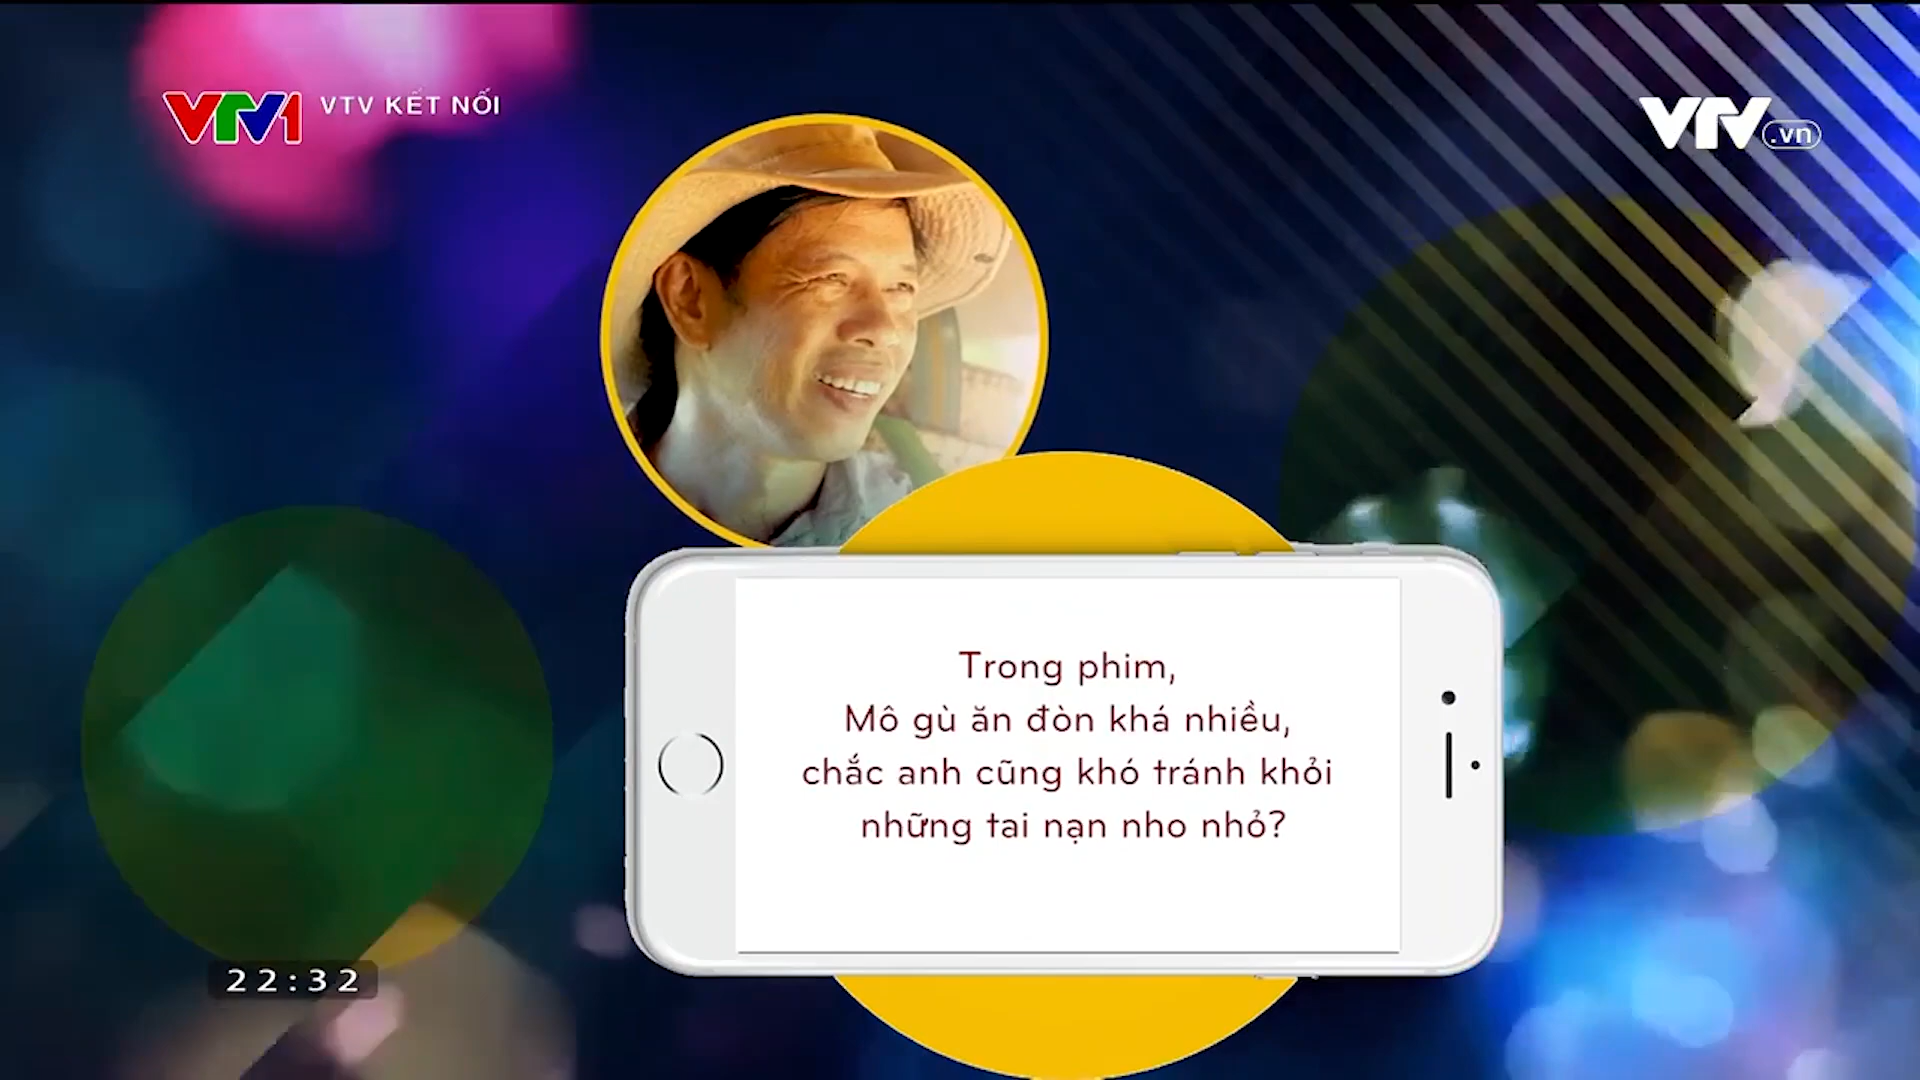 VTV1 VTV KẾT NỐI
VTV.vn
Trong phim,
Mô gù ăn đòn khá nhiều,
chắc anh cũng khó tránh khỏi
những tai nạn nho nhỏ?
22:32